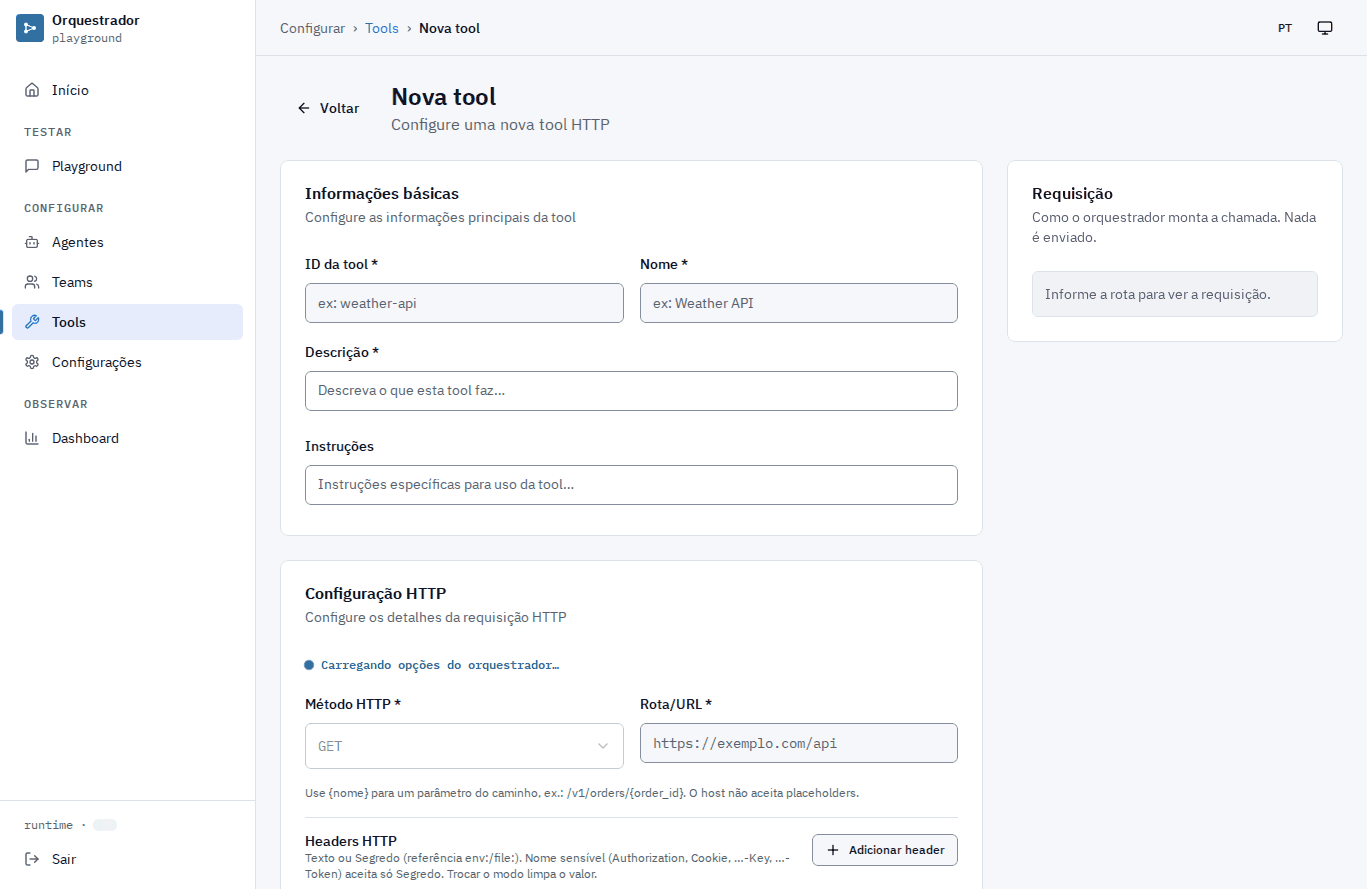 Orquestrador
playground
Início
TESTAR
Playground
CONFIGURAR
Agentes
Teams
Tools
Configurações
OBSERVAR
Dashboard
runtime ·
Sair
Configurar › Tools › Nova tool
PT
Voltar
Nova tool
Configure uma nova tool HTTP
Informações básicas
Configure as informações principais da tool
ID da tool *
Nome *
ex: weather-api
ex: Weather API
Descrição *
Descreva o que esta tool faz...
Instruções
Instruções específicas para uso da tool...
Configuração HTTP
Configure os detalhes da requisição HTTP
Carregando opções do orquestrador…
Método HTTP *
Rota/URL *
GET
https://exemplo.com/api
Use {nome} para um parâmetro do caminho, ex.: /v1/orders/{order_id}. O host não aceita placeholders.
Headers HTTP
Texto ou Segredo (referência env:/file:). Nome sensível (Authorization, Cookie, …-Key, …-
Token) aceita só Segredo. Trocar o modo limpa o valor.
Adicionar header
Requisição
Como o orquestrador monta a chamada. Nada
é enviado.
Informe a rota para ver a requisição.